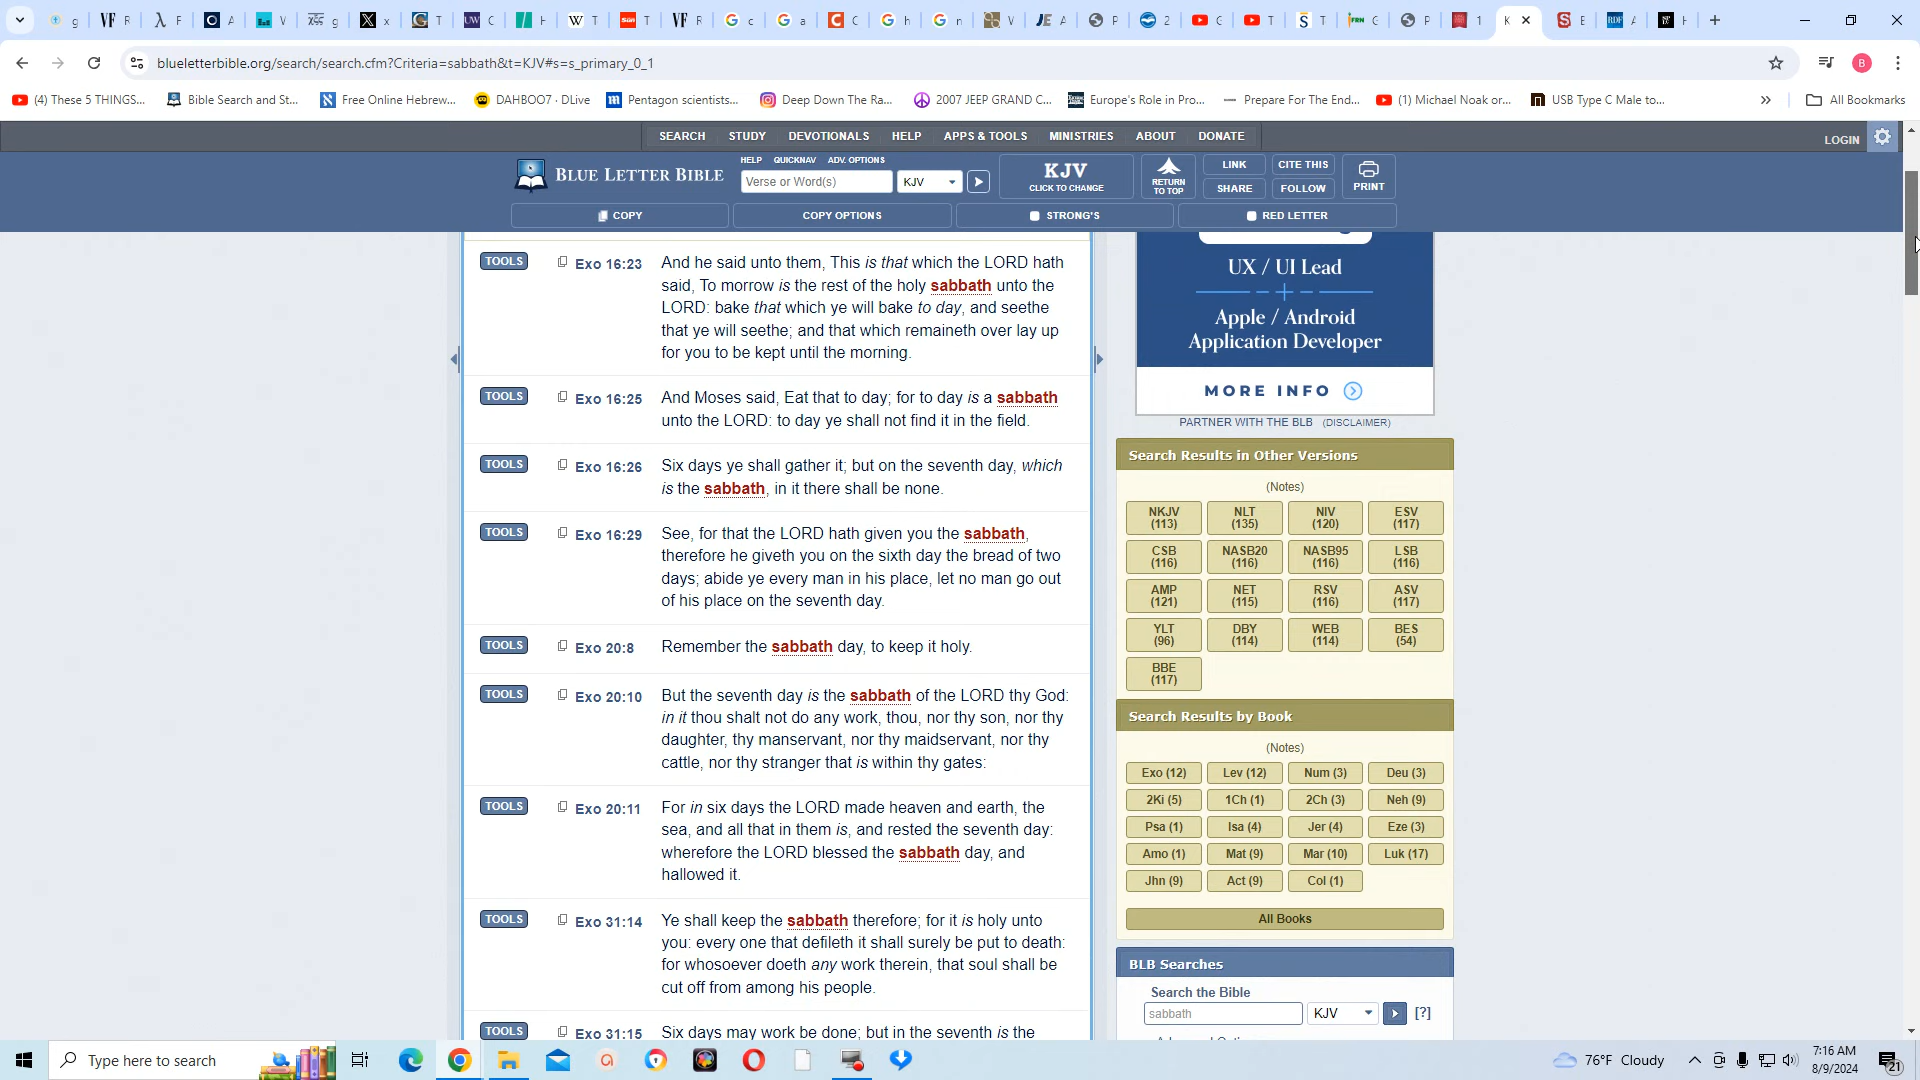 g
VF R
F
A
V
g
x
T
C
H
W T
Sun T
VF R
c
a
C C
h
n
V
JE A
P
2
G
T
S T
FRN G
P
1
K
E
RDF A
H
blueletterbible.org/search/search.cfm?Criteria=sabbath&t=KJV#s=s_primary_0_1
B
(4) These 5 THINGS...
Bible Search and St...
Free Online Hebrew...
DAHBOO7 · DLive
Pentagon scientists...
Deep Down The Ra...
2007 JEEP GRAND C...
Europe's Role in Pro...
Prepare For The End...
(1) Michael Noak or...
USB Type C Male to...
»
All Bookmarks
SEARCH STUDY DEVOTIONALS HELP APPS & TOOLS MINISTRIES ABOUT DONATE
LOGIN
BLUE LETTER BIBLE
HELP QUICKNAV ADV. OPTIONS
Verse or Word(s)
KJV
KJV
CLICK TO CHANGE
RETURN
TO TOP
LINK
CITE THIS
SHARE
FOLLOW
PRINT
COPY
COPY OPTIONS
STRONG'S
RED LETTER
TOOLS Exo 16:23 And he said unto them, This is that which the LORD hath
said, To morrow is the rest of the holy sabbath unto the
LORD: bake that which ye will bake to day, and seethe
that ye will seethe; and that which remaineth over lay up
for you to be kept until the morning.
TOOLS Exo 16:25 And Moses said, Eat that to day; for to day is a sabbath
unto the LORD: to day ye shall not find it in the field.
TOOLS Exo 16:26 Six days ye shall gather it; but on the seventh day, which
is the sabbath, in it there shall be none.
TOOLS Exo 16:29 See, for that the LORD hath given you the sabbath,
therefore he giveth you on the sixth day the bread of two
days; abide ye every man in his place, let no man go out
of his place on the seventh day.
TOOLS Exo 20:8 Remember the sabbath day, to keep it holy.
TOOLS Exo 20:10 But the seventh day is the sabbath of the LORD thy God:
in it thou shalt not do any work, thou, nor thy son, nor thy
daughter, thy manservant, nor thy maidservant, nor thy
cattle, nor thy stranger that is within thy gates:
TOOLS Exo 20:11 For in six days the LORD made heaven and earth, the
sea, and all that in them is, and rested the seventh day:
wherefore the LORD blessed the sabbath day, and
hallowed it.
TOOLS Exo 31:14 Ye shall keep the sabbath therefore; for it is holy unto
you: every one that defileth it shall surely be put to death:
for whosoever doeth any work therein, that soul shall be
cut off from among his people.
TOOLS Exo 31:15 Six days may work be done; but in the seventh is the
UX / UI Lead
Apple / Android
Application Developer
MORE INFO
PARTNER WITH THE BLB (DISCLAIMER)
Search Results in Other Versions
(Notes)
NKJV NLT NIV ESV
(113) (135) (120) (117)
CSB NASB20 NASB95 LSB
(116) (116) (116) (116)
AMP NET RSV ASV
(121) (115) (116) (117)
YLT DBY WEB BES
(96) (114) (114) (54)
BBE
(117)
Search Results by Book
(Notes)
Exo (12) Lev (12) Num (3) Deu (3)
2Ki (5) 1Ch (1) 2Ch (3) Neh (9)
Psa (1) Isa (4) Jer (4) Eze (3)
Amo (1) Mat (9) Mar (10) Luk (17)
Jhn (9) Act (9) Col (1)
All Books
BLB Searches
Search the Bible
sabbath KJV [?]
Type here to search
76°F Cloudy
7:16 AM
8/9/2024
21